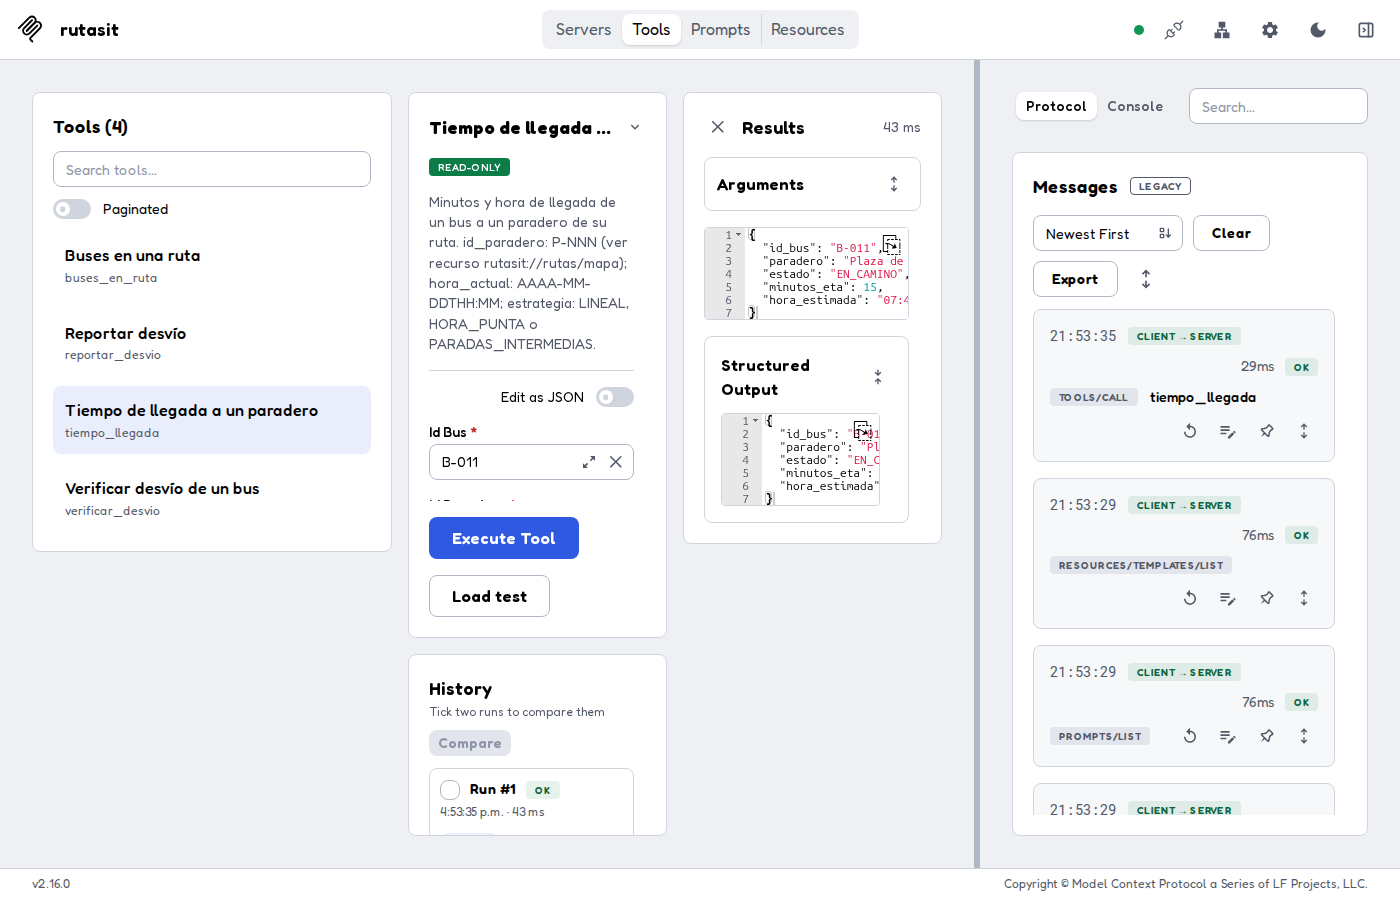 rutasit
Servers
Tools
Prompts
Resources
Tools (4)
Search tools...
Paginated
Buses en una ruta
buses_en_ruta
Reportar desvío
reportar_desvio
Tiempo de llegada a un paradero
tiempo_llegada
Verificar desvío de un bus
verificar_desvio
Tiempo de llegada ...
READ-ONLY
Minutos y hora de llegada de
un bus a un paradero de su
ruta. id_paradero: P-NNN (ver
recurso rutasit://rutas/mapa);
hora_actual: AAAA-MM-
DDTHH:MM; estrategia: LINEAL,
HORA_PUNTA o
PARADAS_INTERMEDIAS.
Edit as JSON
Id Bus *
B-011
Execute Tool
Load test
History
Tick two runs to compare them
Compare
Run #1 OK
4:53:35 p.m. · 43 ms
Results
43 ms
Arguments
1 {
2 "id_bus": "B-011",
3 "paradero": "Plaza de
4 "estado": "EN_CAMINO",
5 "minutos_eta": 15,
6 "hora_estimada": "07:4
7 }
Structured
Output
1 {
2 "id_bus":
3 "paradero": "Pl
4 "estado": "EN_C
5 "minutos_eta":
6 "hora_estimada"
7 }
Protocol
Console
Search...
Messages
LEGACY
Newest First
Clear
Export
21:53:35 CLIENT → SERVER
29ms OK
TOOLS/CALL tiempo_llegada
21:53:29 CLIENT → SERVER
76ms OK
RESOURCES/TEMPLATES/LIST
21:53:29 CLIENT → SERVER
76ms OK
PROMPTS/LIST
21:53:29 CLIENT → SERVER
v2.16.0
Copyright © Model Context Protocol a Series of LF Projects, LLC.